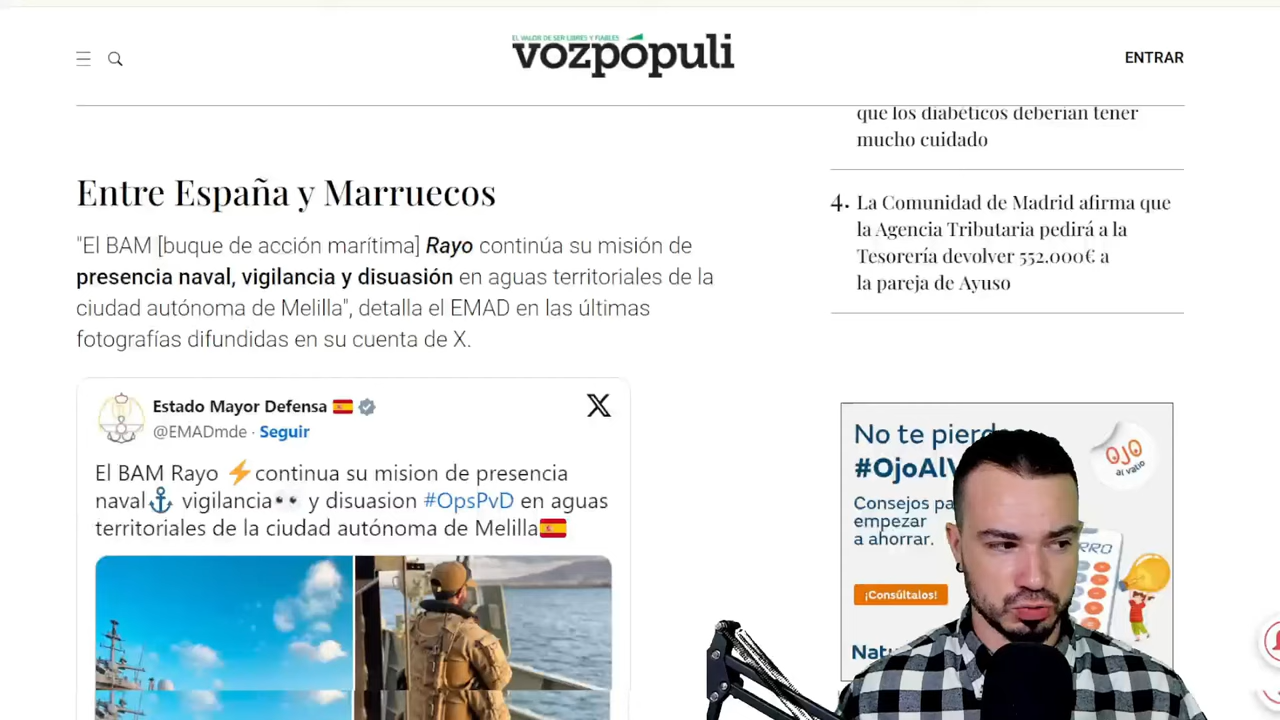 EL VALOR DE SER LIBRES Y FIABLES
vozpópuli
ENTRAR
que los diabéticos deberían tener
mucho cuidado
4. La Comunidad de Madrid afirma que
la Agencia Tributaria pedirá a la
Tesorería devolver 552.000€ a
la pareja de Ayuso
Entre España y Marruecos
"El BAM [buque de acción marítima] Rayo continúa su misión de
presencia naval, vigilancia y disuasión en aguas territoriales de la
ciudad autónoma de Melilla", detalla el EMAD en las últimas
fotografías difundidas en su cuenta de X.
Estado Mayor Defensa 🇪🇸
@EMADmde · Seguir
El BAM Rayo ⚡continua su mision de presencia
naval⚓ vigilancia👀 y disuasion #OpsPvD en aguas
territoriales de la ciudad autónoma de Melilla🇪🇸
No te
#OjoAl
OJO
al vatio
Consejos
empezar
a ahorrar.
¡Consúltalos!